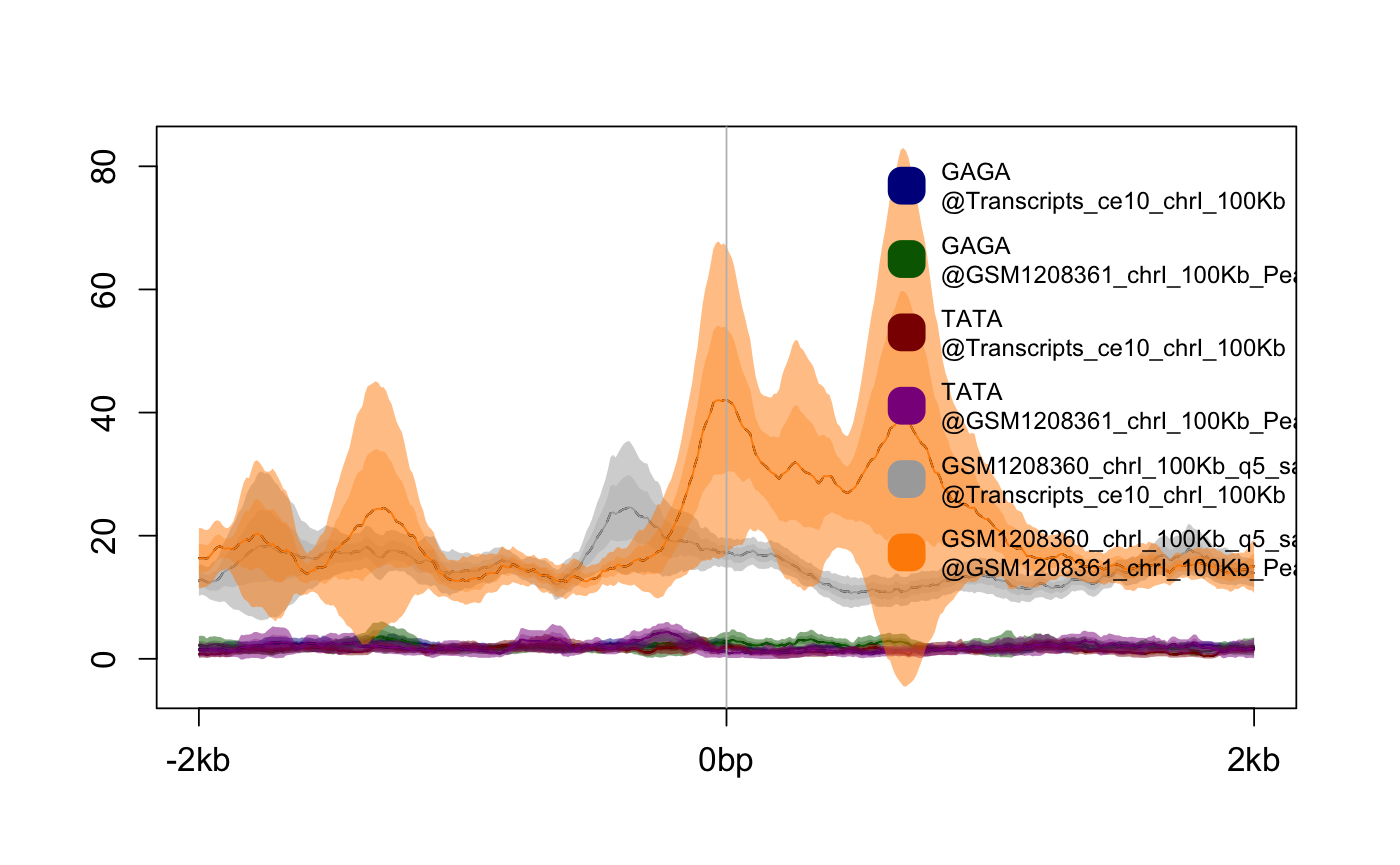 80
60
40
20
0
-2kb
0bp
2kb
GAGA
@Transcripts_ce10_chrI_100Kb
GAGA
@GSM1208361_chrI_100Kb_Pea
TATA
@Transcripts_ce10_chrI_100Kb
TATA
@GSM1208361_chrI_100Kb_Pea
GSM1208360_chrI_100Kb_q5_sa
@Transcripts_ce10_chrI_100Kb
GSM1208360_chrI_100Kb_q5_sa
@GSM1208361_chrI_100Kb_Pea